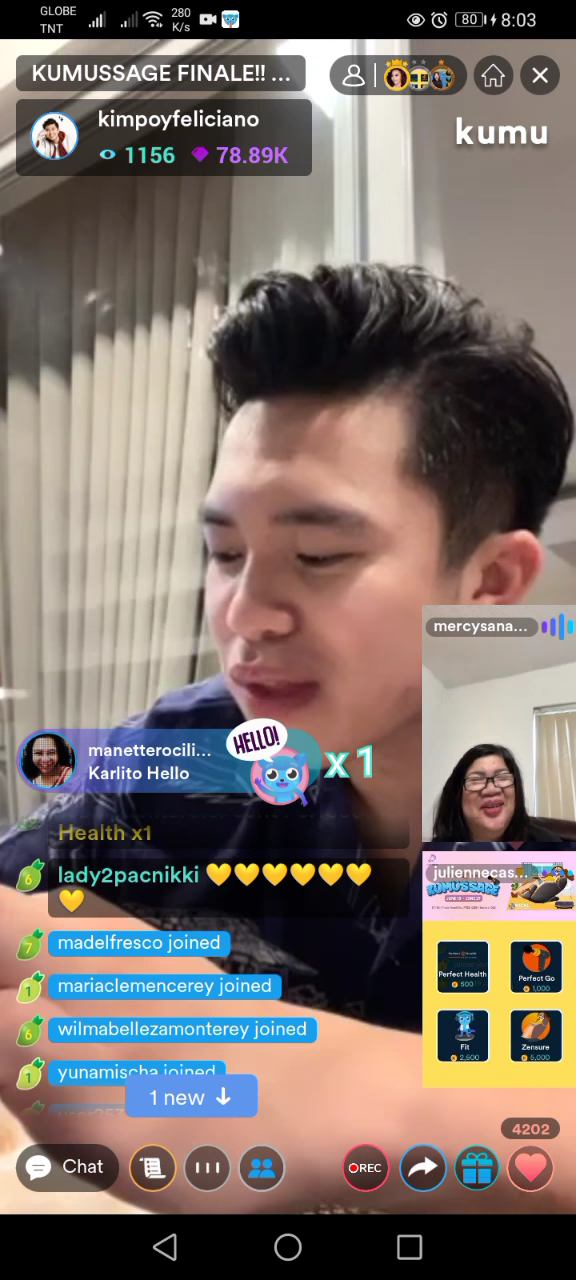 GLOBE
TNT
280
K/s
80
8:03
KUMUSSAGE FINALE!! ...
kimpoyfeliciano
1156 78.89K
kumu
mercysana...
manetterocili...
Karlito Hello
HELLO!
x 1
Health x1
6 lady2pacnikki
7 madelfresco joined
1 mariaclemencerey joined
6 wilmabellezamonterey joined
1 yunamischa joined
1 new
juliennecas...
KUMUSSAGE
Perfect Health
500
Perfect Go
1,000
Fit
2,500
Zensure
5,000
4202
Chat
REC